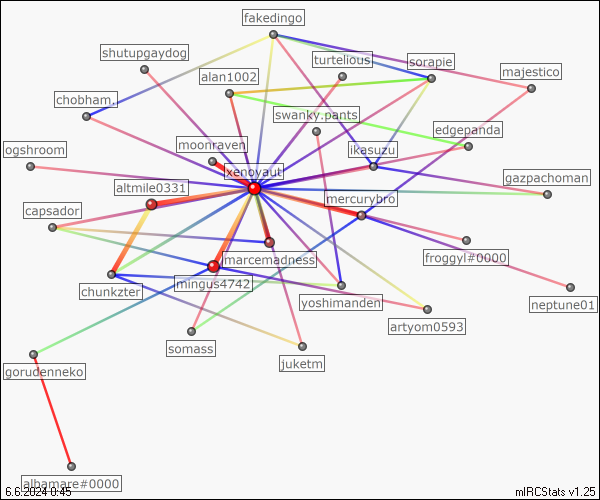 fakedingo
shutupgaydog
turtelious
sorapie
alan1002
majestico
chobham.
swanky.pants
edgepanda
moonraven
ikasuzu
ogshroom
xenoyaut
gazpachoman
altmile0331
mercurybro
capsador
marcemadness
froggyl#0000
mingus4742
chunkzter
yoshimanden
neptune01
artyom0593
somass
juketm
gorudenneko
albamare#0000
6.6.2024 0:45
mIRCStats v1.25